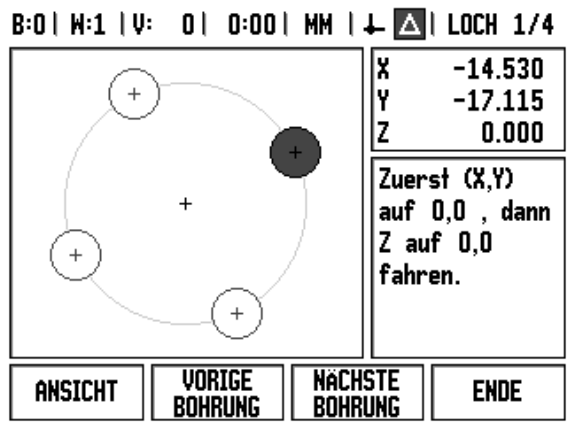 B:0| W:1 |V: 0| 0:00| MM | | LOCH 1/4
X -14.530
Y -17.115
Z 0.000
Zuerst (X,Y)
auf 0,0 , dann
Z auf 0,0
fahren.
ANSICHT
VORIGE
BOHRUNG
NÄCHSTE
BOHRUNG
ENDE